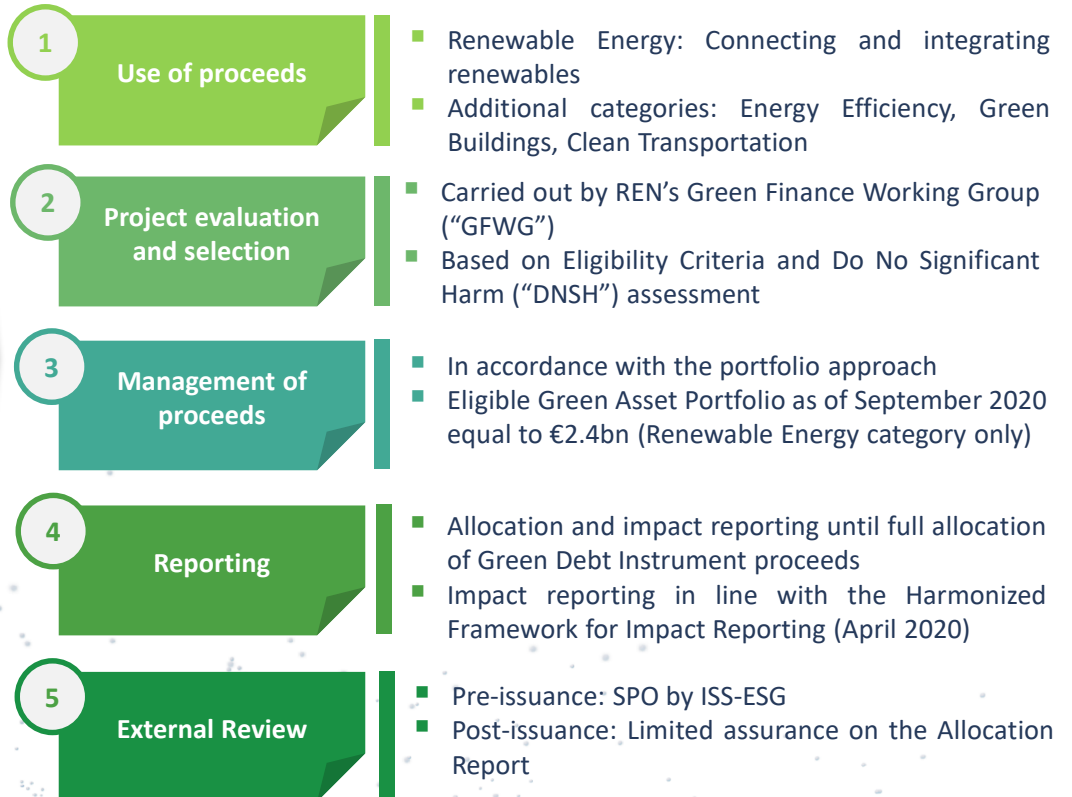 1
Use of proceeds
▪ Renewable Energy: Connecting and integrating
renewables
▪ Additional categories: Energy Efficiency, Green
Buildings, Clean Transportation
2
Project evaluation
and selection
▪ Carried out by REN’s Green Finance Working Group
(“GFWG”)
▪ Based on Eligibility Criteria and Do No Significant
Harm (“DNSH”) assessment
3
Management of
proceeds
▪ In accordance with the portfolio approach
▪ Eligible Green Asset Portfolio as of September 2020
equal to €2.4bn (Renewable Energy category only)
4
Reporting
▪ Allocation and impact reporting until full allocation
of Green Debt Instrument proceeds
▪ Impact reporting in line with the Harmonized
Framework for Impact Reporting (April 2020)
5
External Review
▪ Pre-issuance: SPO by ISS-ESG
▪ Post-issuance: Limited assurance on the Allocation
Report